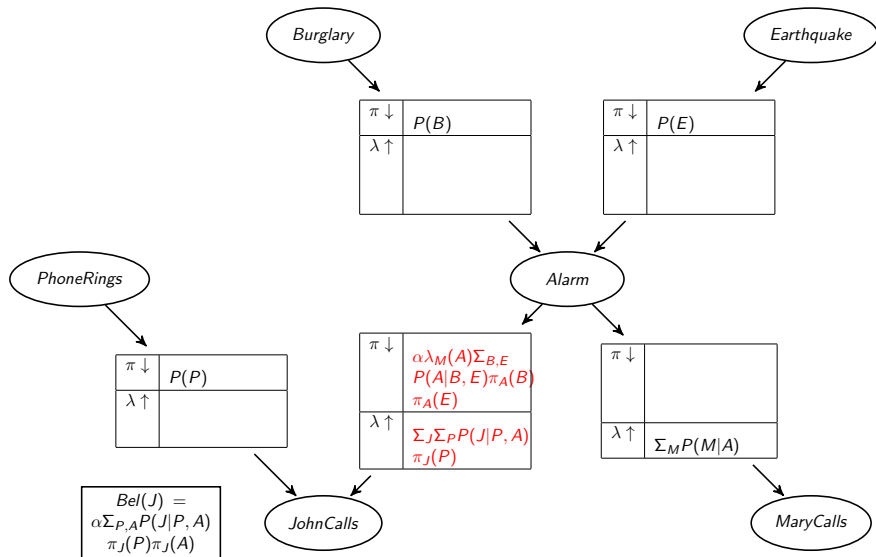 Burglary
Earthquake
π ↓ P(B)
λ ↑
π ↓ P(E)
λ ↑
PhoneRings
Alarm
π ↓ P(P)
λ ↑
π ↓ αλ_M(A)Σ_{B,E}
P(A|B, E)π_A(B)
π_A(E)
λ ↑ Σ_JΣ_P P(J|P, A)
π_J(P)
π ↓
λ ↑ Σ_M P(M|A)
Bel(J) =
αΣ_{P,A}P(J|P, A)
π_J(P)π_J(A)
JohnCalls
MaryCalls